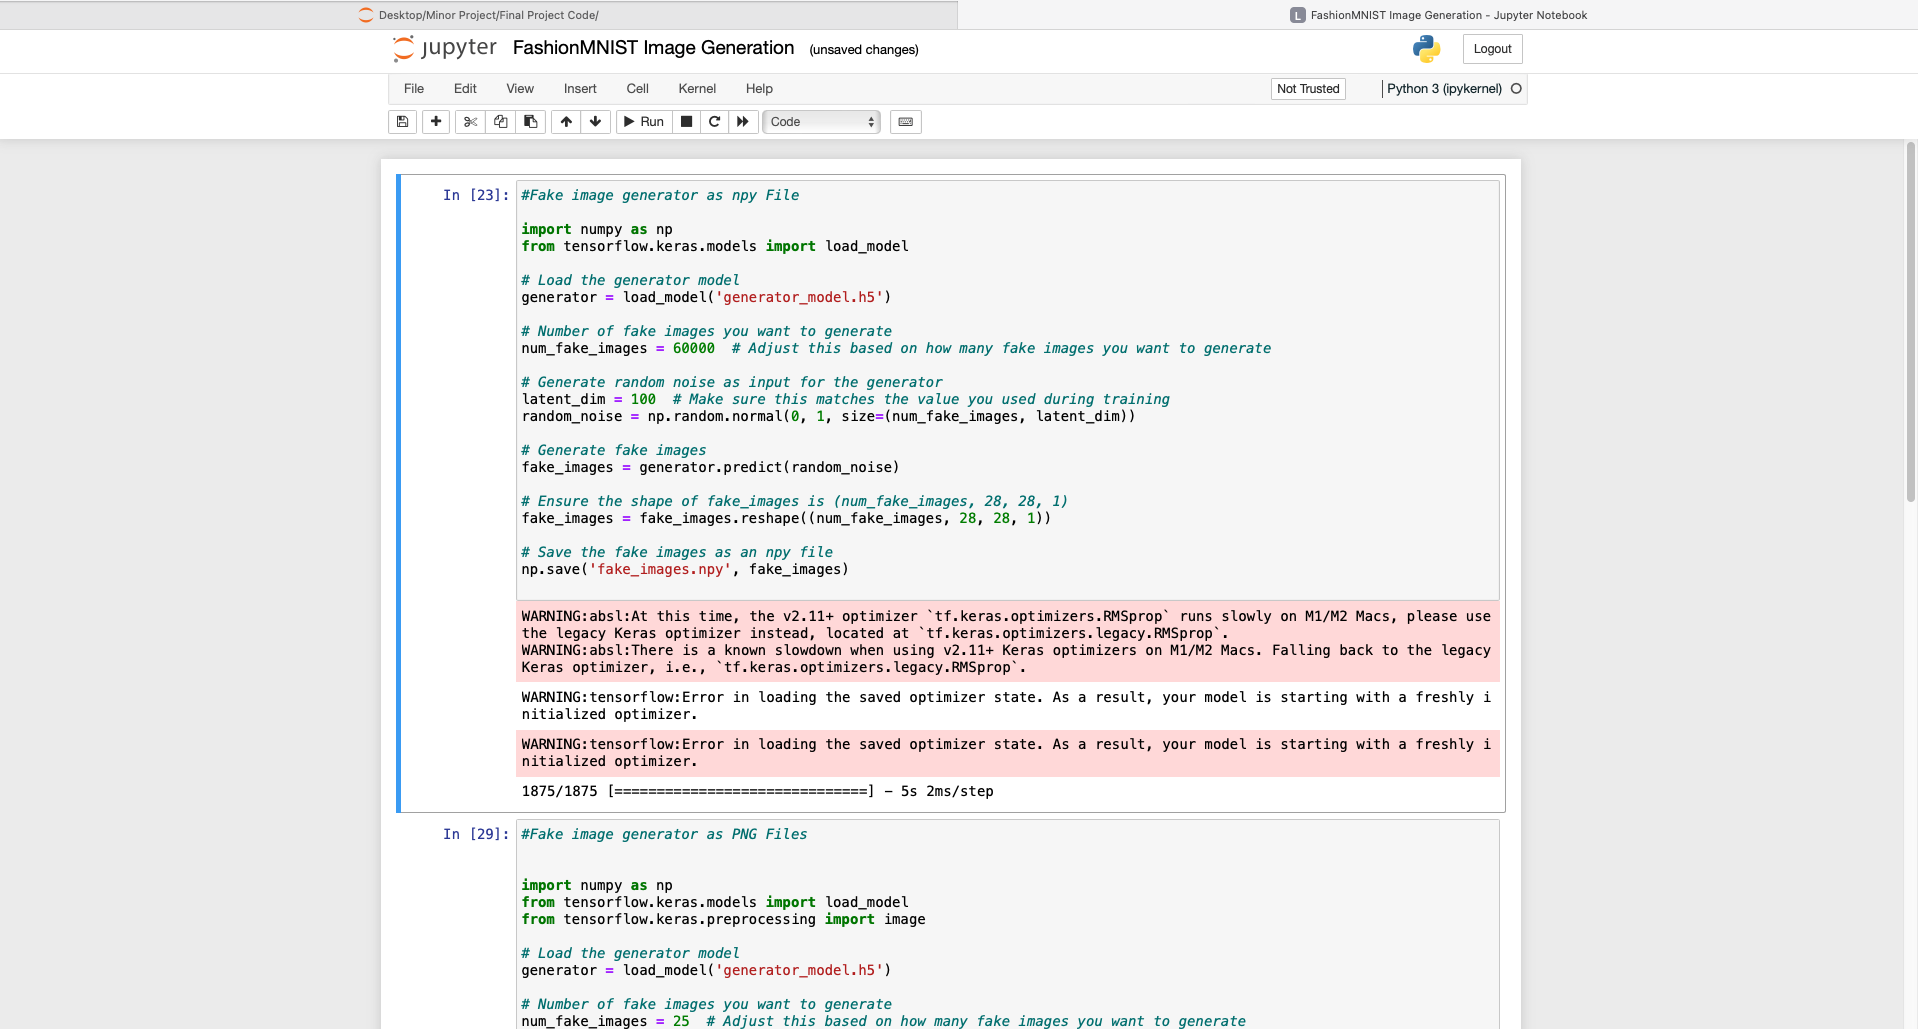 Desktop/Minor Project/Final Project Code/
L FashionMNIST Image Generation - Jupyter Notebook
jupyter FashionMNIST Image Generation (unsaved changes)
Logout
File Edit View Insert Cell Kernel Help
Not Trusted
Python 3 (ipykernel)
Run
Code
In [23]: #Fake image generator as npy File
import numpy as np
from tensorflow.keras.models import load_model
# Load the generator model
generator = load_model('generator_model.h5')
# Number of fake images you want to generate
num_fake_images = 60000  # Adjust this based on how many fake images you want to generate
# Generate random noise as input for the generator
latent_dim = 100  # Make sure this matches the value you used during training
random_noise = np.random.normal(0, 1, size=(num_fake_images, latent_dim))
# Generate fake images
fake_images = generator.predict(random_noise)
# Ensure the shape of fake_images is (num_fake_images, 28, 28, 1)
fake_images = fake_images.reshape((num_fake_images, 28, 28, 1))
# Save the fake images as an npy file
np.save('fake_images.npy', fake_images)
WARNING:absl:At this time, the v2.11+ optimizer `tf.keras.optimizers.RMSprop` runs slowly on M1/M2 Macs, please use
the legacy Keras optimizer instead, located at `tf.keras.optimizers.legacy.RMSprop`.
WARNING:absl:There is a known slowdown when using v2.11+ Keras optimizers on M1/M2 Macs. Falling back to the legacy
Keras optimizer, i.e., `tf.keras.optimizers.legacy.RMSprop`.
WARNING:tensorflow:Error in loading the saved optimizer state. As a result, your model is starting with a freshly i
nitialized optimizer.
WARNING:tensorflow:Error in loading the saved optimizer state. As a result, your model is starting with a freshly i
nitialized optimizer.
1875/1875 [==============================] - 5s 2ms/step
In [29]: #Fake image generator as PNG Files
import numpy as np
from tensorflow.keras.models import load_model
from tensorflow.keras.preprocessing import image
# Load the generator model
generator = load_model('generator_model.h5')
# Number of fake images you want to generate
num_fake_images = 25  # Adjust this based on how many fake images you want to generate